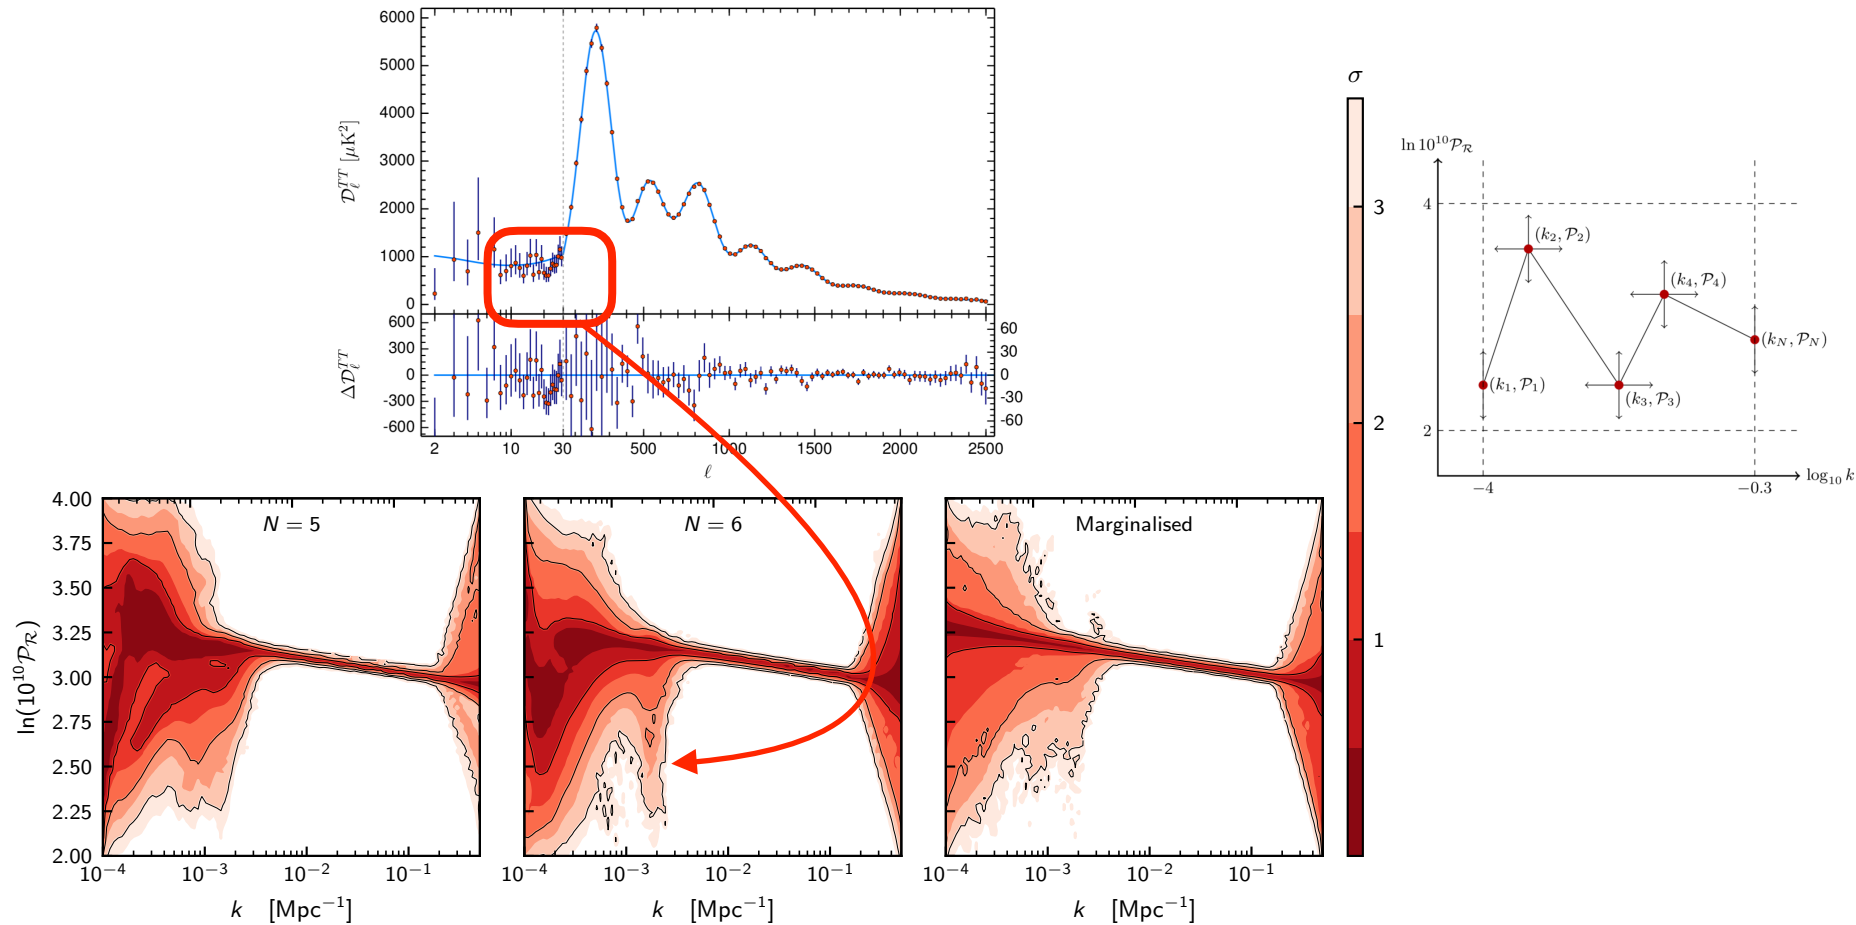 6000
5000
4000
3000
2000
1000
0
𝒟_ℓ^{TT} [μK²]
600
300
0
-300
-600
Δ𝒟_ℓ^{TT}
60
30
0
-30
-60
2 10 30 500 1000 1500 2000 2500
ℓ
σ
3
2
1
ln 10¹⁰𝒫_ℛ
4
2
(k₁, 𝒫₁)
(k₂, 𝒫₂)
(k₃, 𝒫₃)
(k₄, 𝒫₄)
(k_N, 𝒫_N)
−4 −0.3
log₁₀ k
ln(10¹⁰𝒫_ℛ)
4.00
3.75
3.50
3.25
3.00
2.75
2.50
2.25
2.00
N = 5
10⁻⁴ 10⁻³ 10⁻² 10⁻¹
k [Mpc⁻¹]
N = 6
10⁻⁴ 10⁻³ 10⁻² 10⁻¹
k [Mpc⁻¹]
Marginalised
10⁻⁴ 10⁻³ 10⁻² 10⁻¹
k [Mpc⁻¹]